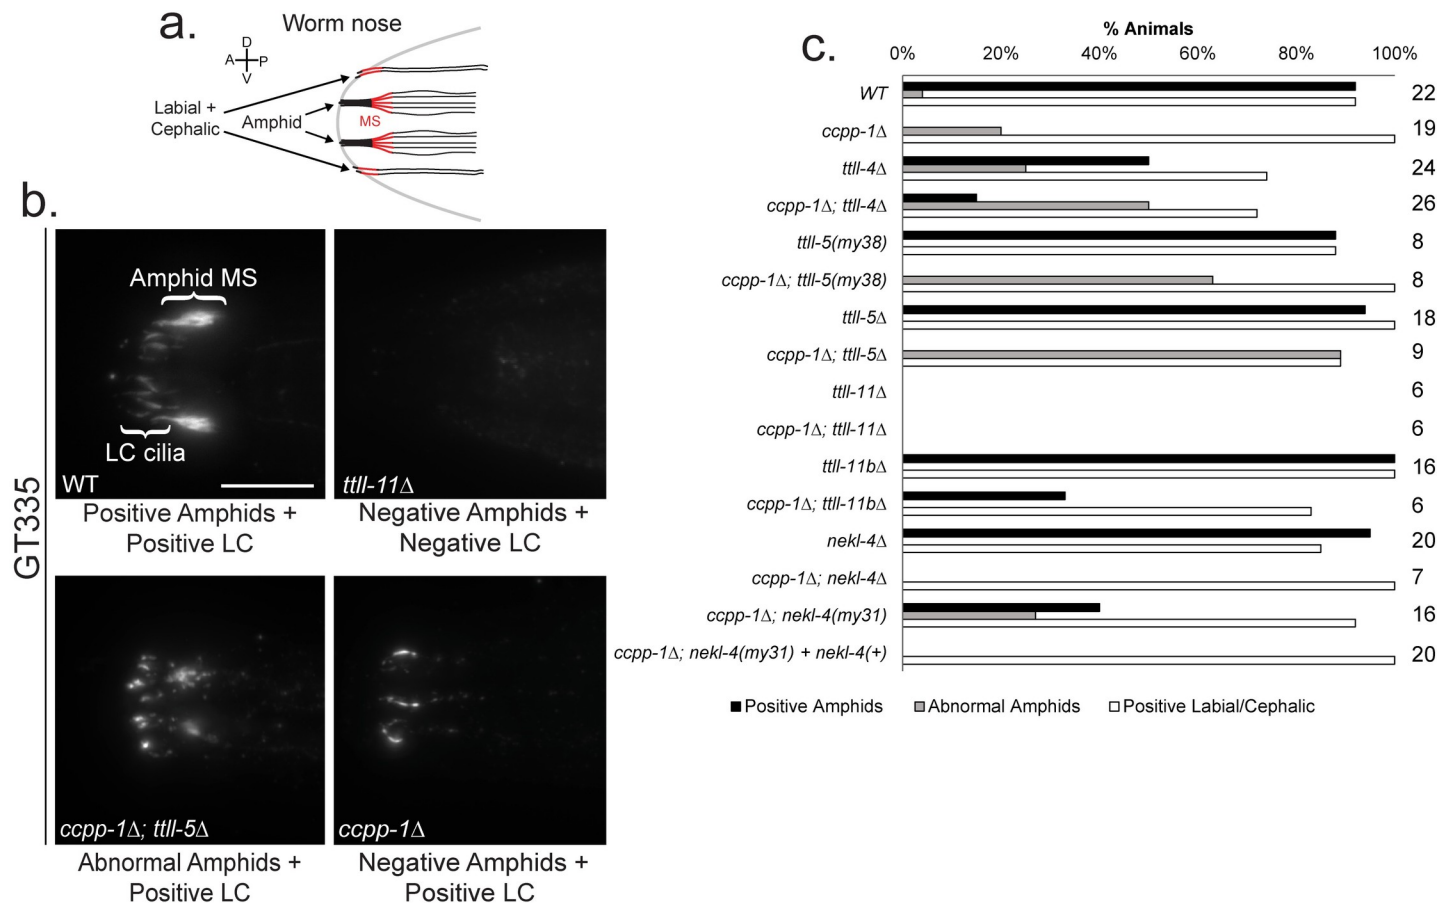 a.
Worm nose
D
A P
V
Labial +
Cephalic
Amphid
MS
b.
GT335
Amphid MS
LC cilia
WT
Positive Amphids +
Positive LC
ttll-11Δ
Negative Amphids +
Negative LC
ccpp-1Δ; ttll-5Δ
Abnormal Amphids +
Positive LC
ccpp-1Δ
Negative Amphids +
Positive LC
c.
% Animals
0% 20% 40% 60% 80% 100%
WT 22
ccpp-1Δ 19
ttll-4Δ 24
ccpp-1Δ; ttll-4Δ 26
ttll-5(my38) 8
ccpp-1Δ; ttll-5(my38) 8
ttll-5Δ 18
ccpp-1Δ; ttll-5Δ 9
ttll-11Δ 6
ccpp-1Δ; ttll-11Δ 6
ttll-11bΔ 16
ccpp-1Δ; ttll-11bΔ 6
nekl-4Δ 20
ccpp-1Δ; nekl-4Δ 7
ccpp-1Δ; nekl-4(my31) 16
ccpp-1Δ; nekl-4(my31) + nekl-4(+) 20
Positive Amphids Abnormal Amphids Positive Labial/Cephalic